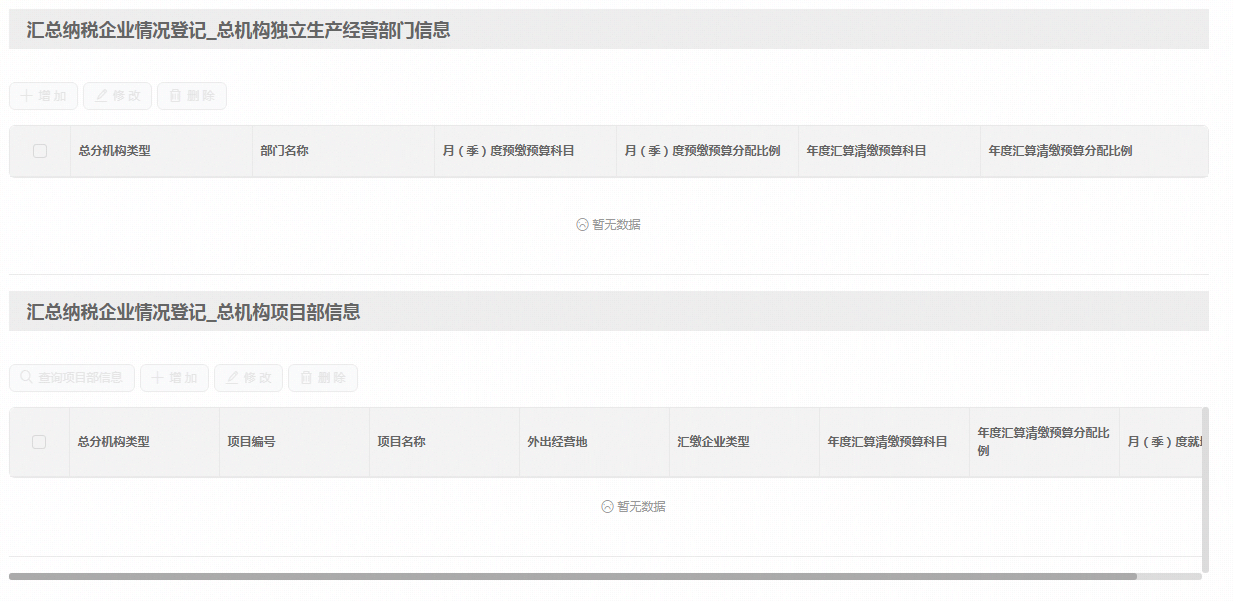 汇总纳税企业情况登记_总机构独立生产经营部门信息
增加 修改 删除
总分机构类型 部门名称 月(季)度预缴预算科目 月(季)度预缴预算分配比例 年度汇算清缴预算科目 年度汇算清缴预算分配比例
暂无数据
汇总纳税企业情况登记_总机构项目部信息
查询项目部信息 增加 修改 删除
总分机构类型 项目编号 项目名称 外出经营地 汇缴企业类型 年度汇算清缴预算科目 年度汇算清缴预算分配比
例
月(季)度就
暂无数据